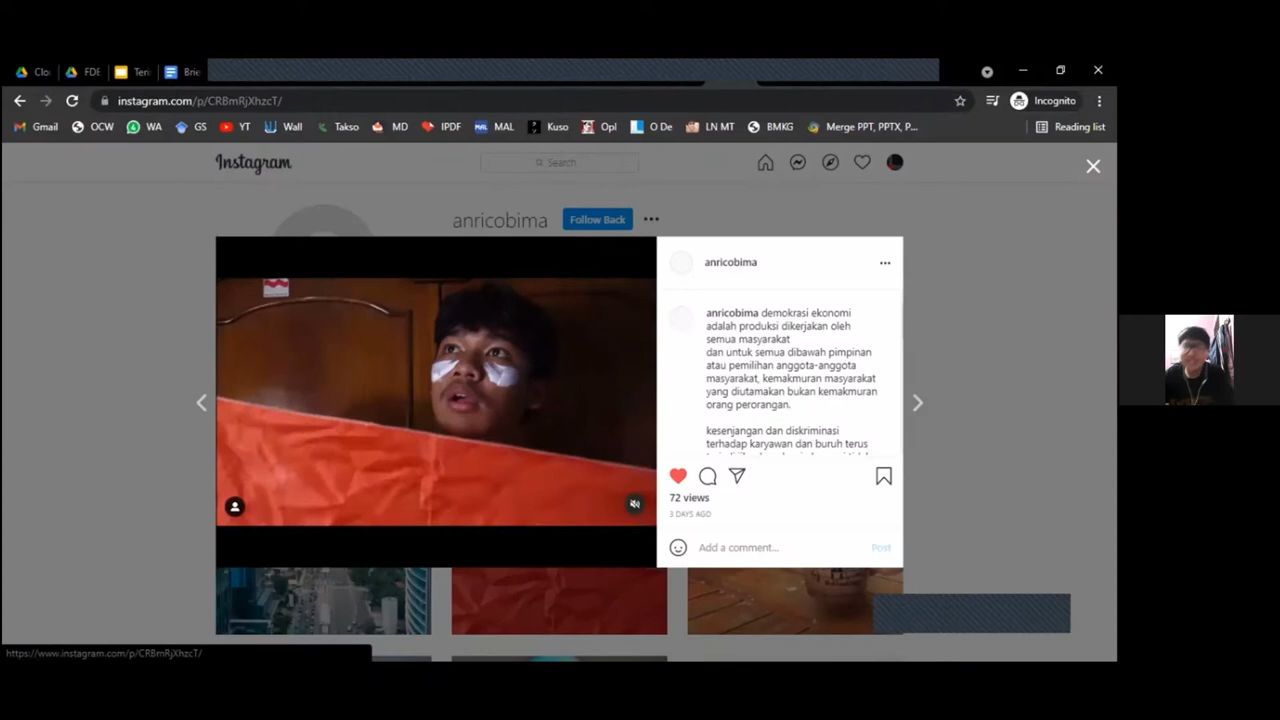 Clo
FDE
Teri
Brie
instagram.com/p/CRBmRjXhzcT/
Incognito
Gmail
OCW
WA
GS
YT
Wall
Takso
MD
IPDF
MAL
Kuso
Opl
O De
LN MT
BMKG
Merge PPT, PPTX, P...
Reading list
Instagram
Search
anricobima
Follow Back
anricobima
anricobima demokrasi ekonomi
adalah produksi dikerjakan oleh
semua masyarakat
dan untuk semua dibawah pimpinan
atau pemilihan anggota-anggota
masyarakat, kemakmuran masyarakat
yang diutamakan bukan kemakmuran
orang perorangan.
kesenjangan dan diskriminasi
terhadap karyawan dan buruh terus
72 views
3 DAYS AGO
Add a comment...
Post
https://www.instagram.com/p/CRBmRjXhzcT/